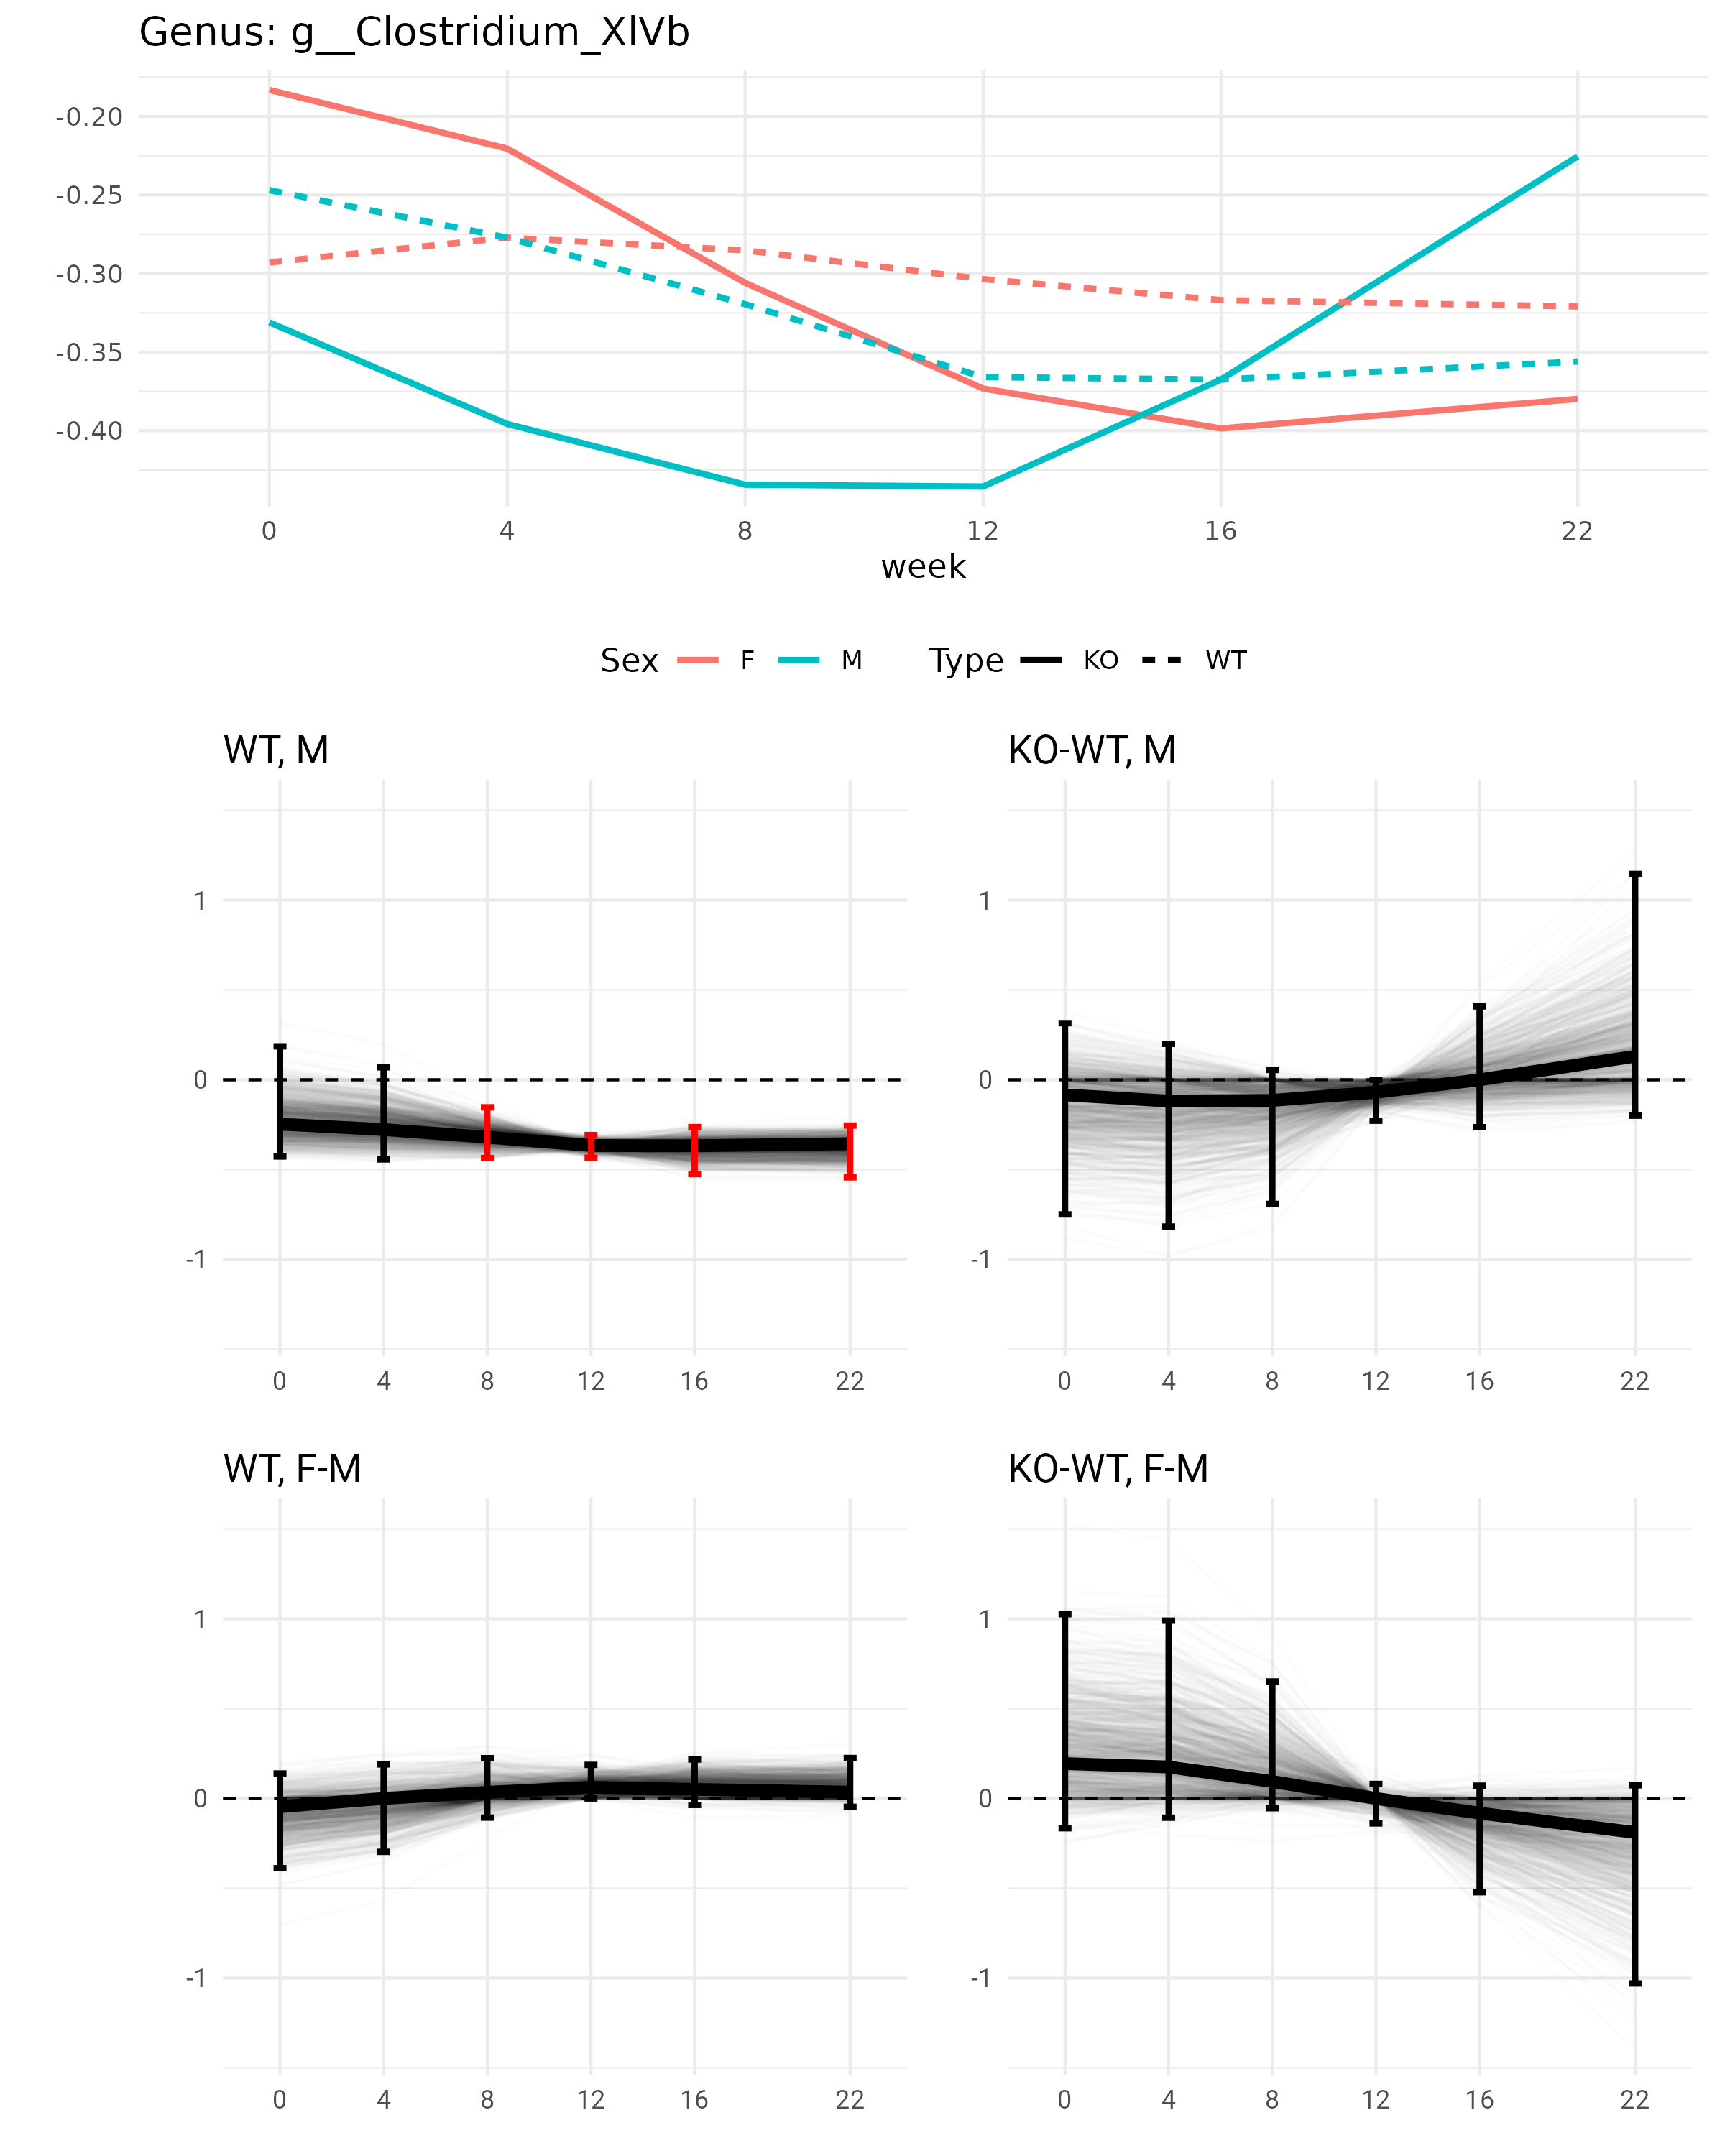 Genus: g__Clostridium_XlVb
-0.20
-0.25
-0.30
-0.35
-0.40
0 4 8 12 16 22
week
Sex F M Type KO WT
WT, M
1
0
-1
0 4 8 12 16 22
KO-WT, M
1
0
-1
0 4 8 12 16 22
WT, F-M
1
0
-1
0 4 8 12 16 22
KO-WT, F-M
1
0
-1
0 4 8 12 16 22